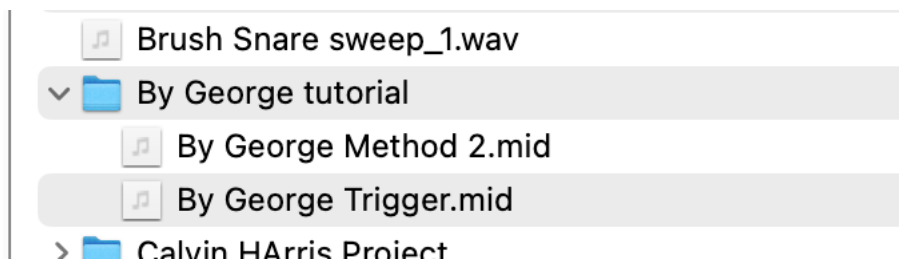 Brush Snare sweep_1.wav
By George tutorial
By George Method 2.mid
By George Trigger.mid
Calvin HArris Project